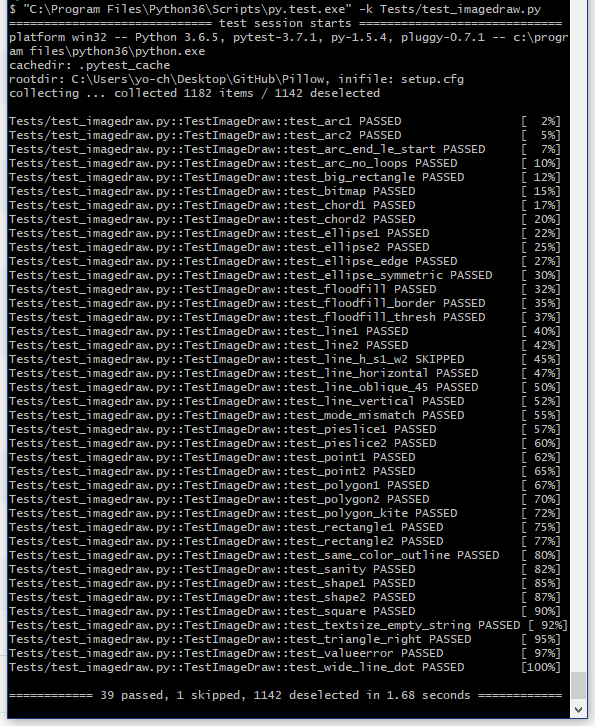 $ "C:\Program Files\Python36\Scripts\py.test.exe" -k Tests/test_imagedraw.py
============================= test session starts =============================
platform win32 -- Python 3.6.5, pytest-3.7.1, py-1.5.4, pluggy-0.7.1 -- c:\progr
am files\python36\python.exe
cachedir: .pytest_cache
rootdir: C:\Users\yo-ch\Desktop\GitHub\Pillow, inifile: setup.cfg
collecting ... collected 1182 items / 1142 deselected
Tests/test_imagedraw.py::TestImageDraw::test_arc1 PASSED [ 2%]
Tests/test_imagedraw.py::TestImageDraw::test_arc2 PASSED [ 5%]
Tests/test_imagedraw.py::TestImageDraw::test_arc_end_le_start PASSED [ 7%]
Tests/test_imagedraw.py::TestImageDraw::test_arc_no_loops PASSED [ 10%]
Tests/test_imagedraw.py::TestImageDraw::test_big_rectangle PASSED [ 12%]
Tests/test_imagedraw.py::TestImageDraw::test_bitmap PASSED [ 15%]
Tests/test_imagedraw.py::TestImageDraw::test_chord1 PASSED [ 17%]
Tests/test_imagedraw.py::TestImageDraw::test_chord2 PASSED [ 20%]
Tests/test_imagedraw.py::TestImageDraw::test_ellipse1 PASSED [ 22%]
Tests/test_imagedraw.py::TestImageDraw::test_ellipse2 PASSED [ 25%]
Tests/test_imagedraw.py::TestImageDraw::test_ellipse_edge PASSED [ 27%]
Tests/test_imagedraw.py::TestImageDraw::test_ellipse_symmetric PASSED [ 30%]
Tests/test_imagedraw.py::TestImageDraw::test_floodfill PASSED [ 32%]
Tests/test_imagedraw.py::TestImageDraw::test_floodfill_border PASSED [ 35%]
Tests/test_imagedraw.py::TestImageDraw::test_floodfill_thresh PASSED [ 37%]
Tests/test_imagedraw.py::TestImageDraw::test_line1 PASSED [ 40%]
Tests/test_imagedraw.py::TestImageDraw::test_line2 PASSED [ 42%]
Tests/test_imagedraw.py::TestImageDraw::test_line_h_s1_w2 SKIPPED [ 45%]
Tests/test_imagedraw.py::TestImageDraw::test_line_horizontal PASSED [ 47%]
Tests/test_imagedraw.py::TestImageDraw::test_line_oblique_45 PASSED [ 50%]
Tests/test_imagedraw.py::TestImageDraw::test_line_vertical PASSED [ 52%]
Tests/test_imagedraw.py::TestImageDraw::test_mode_mismatch PASSED [ 55%]
Tests/test_imagedraw.py::TestImageDraw::test_pieslice1 PASSED [ 57%]
Tests/test_imagedraw.py::TestImageDraw::test_pieslice2 PASSED [ 60%]
Tests/test_imagedraw.py::TestImageDraw::test_point1 PASSED [ 62%]
Tests/test_imagedraw.py::TestImageDraw::test_point2 PASSED [ 65%]
Tests/test_imagedraw.py::TestImageDraw::test_polygon1 PASSED [ 67%]
Tests/test_imagedraw.py::TestImageDraw::test_polygon2 PASSED [ 70%]
Tests/test_imagedraw.py::TestImageDraw::test_polygon_kite PASSED [ 72%]
Tests/test_imagedraw.py::TestImageDraw::test_rectangle1 PASSED [ 75%]
Tests/test_imagedraw.py::TestImageDraw::test_rectangle2 PASSED [ 77%]
Tests/test_imagedraw.py::TestImageDraw::test_same_color_outline PASSED [ 80%]
Tests/test_imagedraw.py::TestImageDraw::test_sanity PASSED [ 82%]
Tests/test_imagedraw.py::TestImageDraw::test_shape1 PASSED [ 85%]
Tests/test_imagedraw.py::TestImageDraw::test_shape2 PASSED [ 87%]
Tests/test_imagedraw.py::TestImageDraw::test_square PASSED [ 90%]
Tests/test_imagedraw.py::TestImageDraw::test_textsize_empty_string PASSED [ 92%]
Tests/test_imagedraw.py::TestImageDraw::test_triangle_right PASSED [ 95%]
Tests/test_imagedraw.py::TestImageDraw::test_valueerror PASSED [ 97%]
Tests/test_imagedraw.py::TestImageDraw::test_wide_line_dot PASSED [100%]
============ 39 passed, 1 skipped, 1142 deselected in 1.68 seconds ============